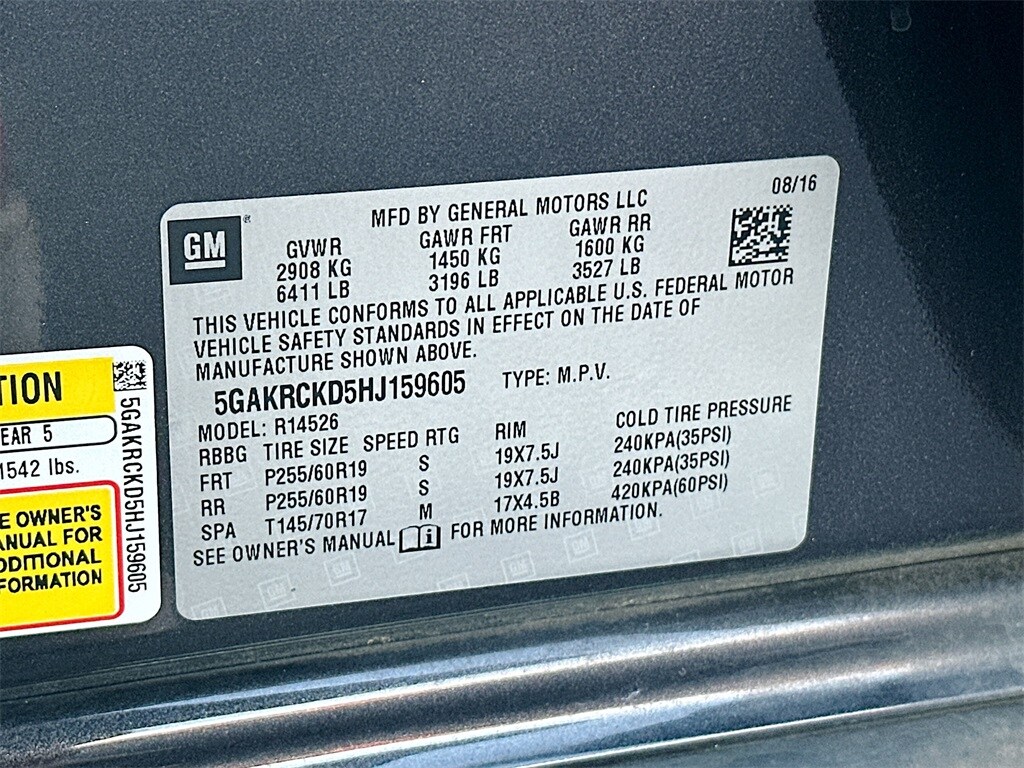 08/16
GM
MFD BY GENERAL MOTORS LLC
GVWR GAWR FRT GAWR RR
2908 KG 1450 KG 1600 KG
6411 LB 3196 LB 3527 LB
THIS VEHICLE CONFORMS TO ALL APPLICABLE U.S. FEDERAL MOTOR
VEHICLE SAFETY STANDARDS IN EFFECT ON THE DATE OF
MANUFACTURE SHOWN ABOVE.
5GAKRCKD5HJ159605 TYPE: M.P.V.
MODEL: R14526
RBBG TIRE SIZE SPEED RTG RIM COLD TIRE PRESSURE
FRT P255/60R19 S 19X7.5J 240KPA(35PSI)
RR P255/60R19 S 19X7.5J 240KPA(35PSI)
SPA T145/70R17 M 17X4.5B 420KPA(60PSI)
SEE OWNER'S MANUAL FOR MORE INFORMATION.
TION
EAR 5
1542 lbs.
E OWNER'S
ANUAL FOR
DDITIONAL
FORMATION
5GAKRCKD5HJ159605